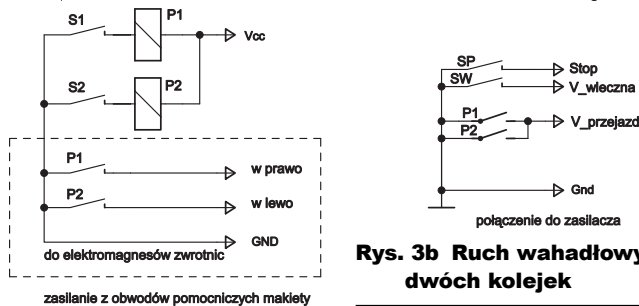 S1
P1
Vcc
S2
P2
P1
w prawo
P2
w lewo
GND
do elektromagnesów zwrotnic
zasilanie z obwodów pomocniczych makiety
SP
Stop
SW
V_wieczna
P1
V_przejazd
P2
Gnd
połączenie do zasilacza
Rys. 3b Ruch wahadłowy
dwóch kolejek